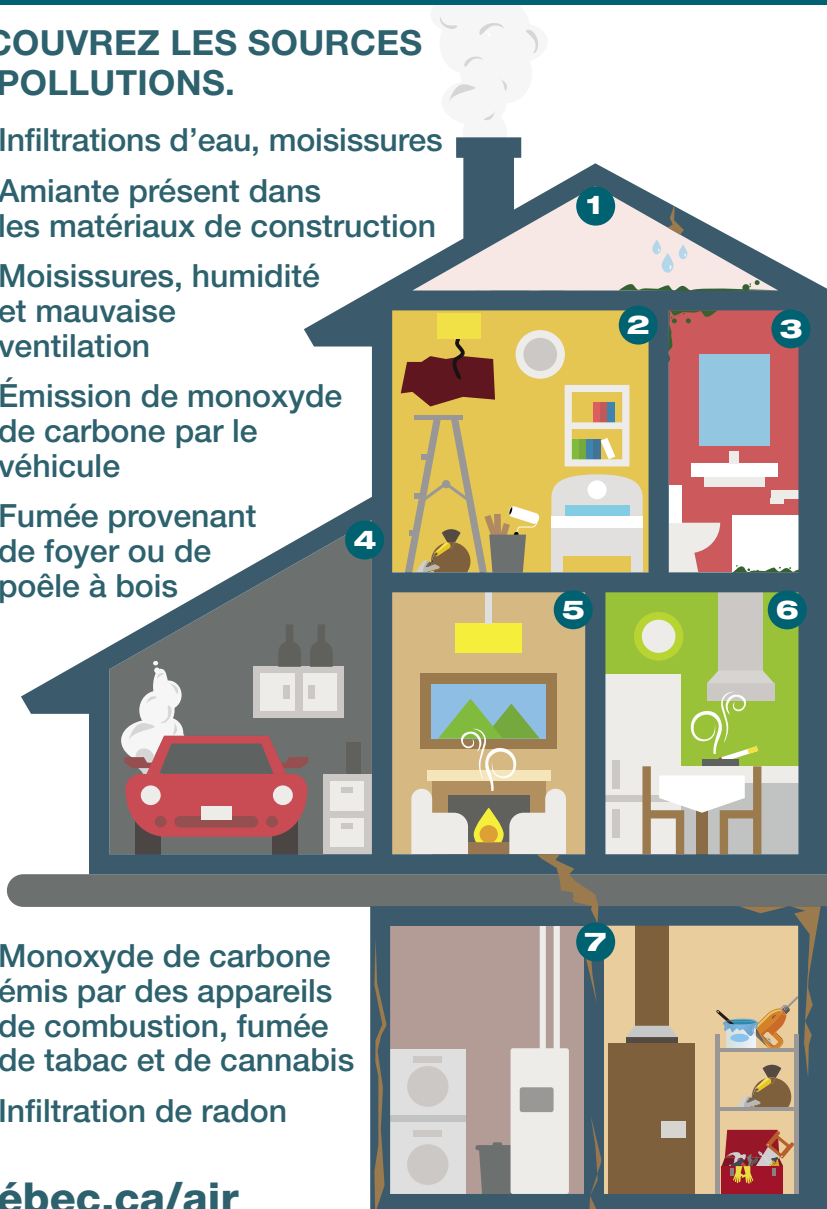 COUVREZ LES SOURCES
POLLUTIONS.
Infiltrations d’eau, moisissures
Amiante présent dans
les matériaux de construction
Moisissures, humidité
et mauvaise
ventilation
Émission de monoxyde
de carbone par le
véhicule
Fumée provenant
de foyer ou de
poêle à bois
1
2
3
4
5
6
7
Monoxyde de carbone
émis par des appareils
de combustion, fumée
de tabac et de cannabis
Infiltration de radon
ébec.ca/air